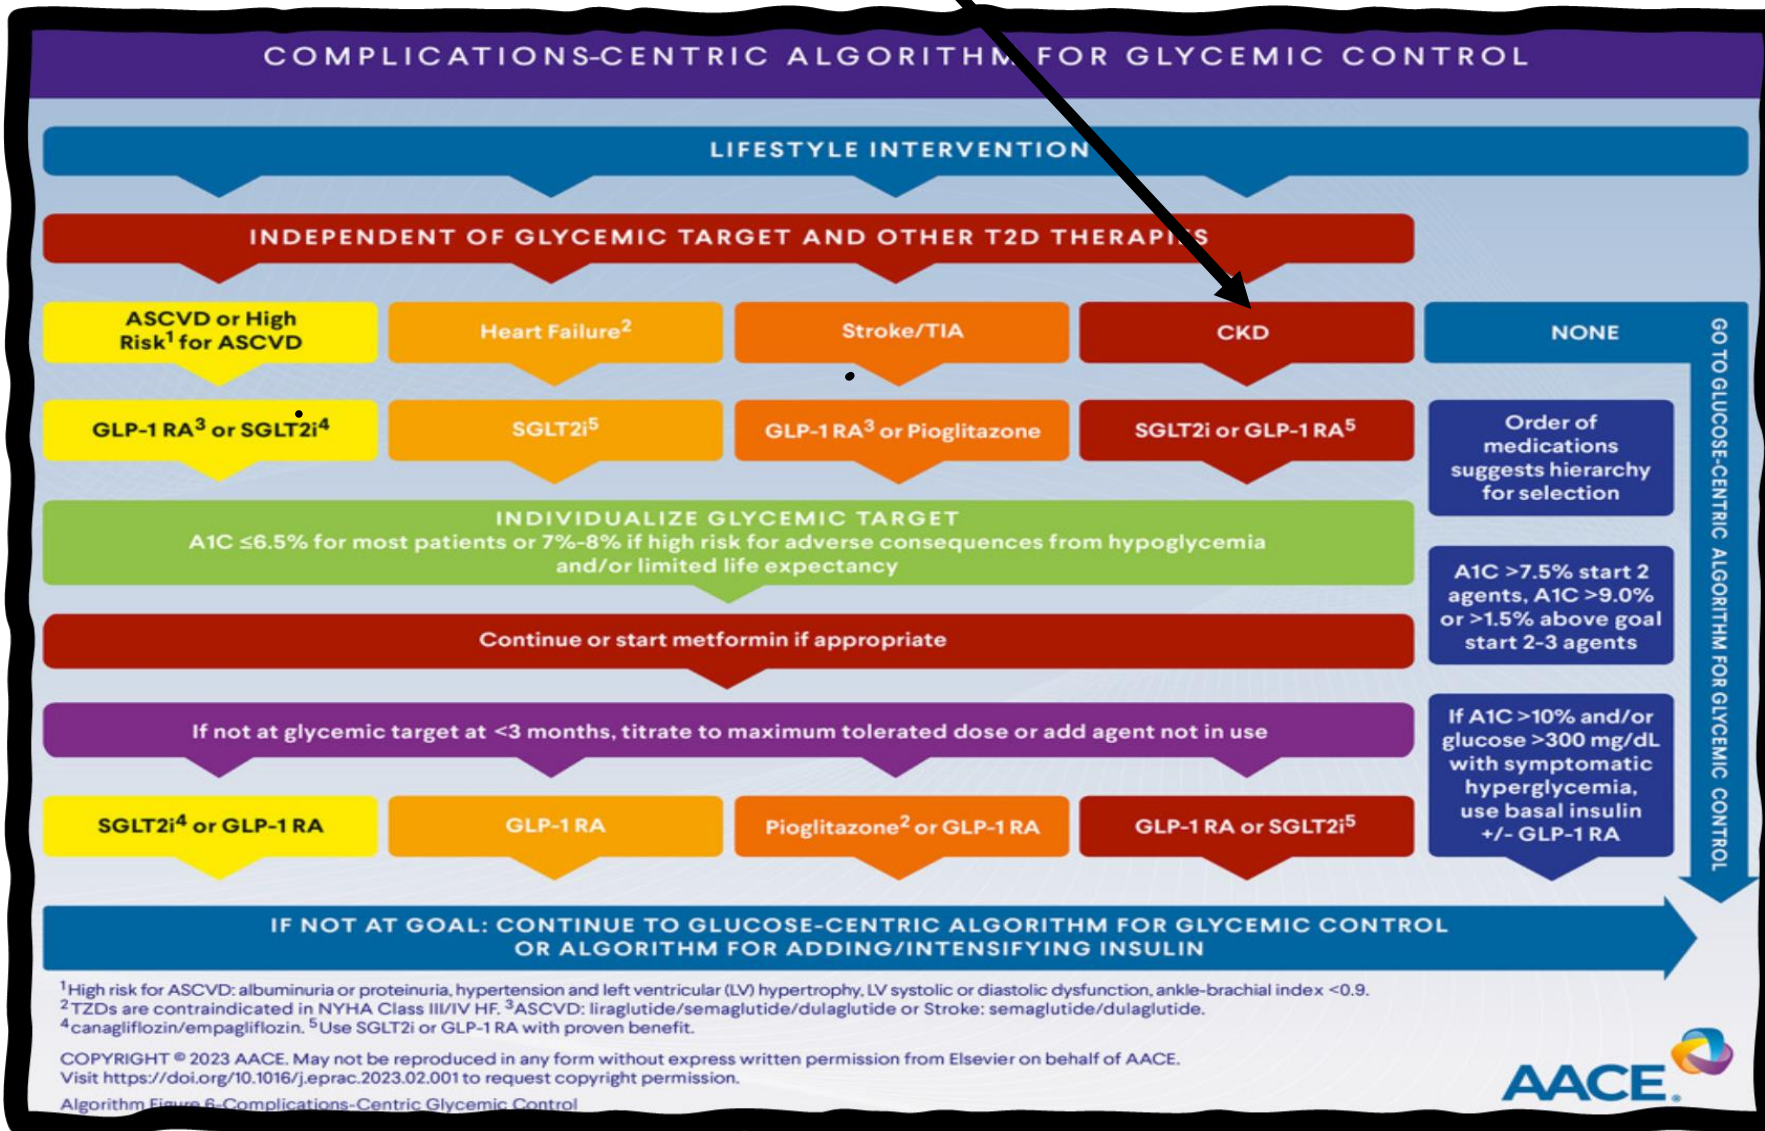 COMPLICATIONS-CENTRIC ALGORITHM FOR GLYCEMIC CONTROL
LIFESTYLE INTERVENTION
INDEPENDENT OF GLYCEMIC TARGET AND OTHER T2D THERAPIES
ASCVD or High
Risk¹ for ASCVD
Heart Failure²
Stroke/TIA
CKD
NONE
GLP-1 RA³ or SGLT2i⁴
SGLT2i⁵
GLP-1 RA³ or Pioglitazone
SGLT2i or GLP-1 RA⁵
Order of
medications
suggests hierarchy
for selection
INDIVIDUALIZE GLYCEMIC TARGET
A1C ≤6.5% for most patients or 7%-8% if high risk for adverse consequences from hypoglycemia
and/or limited life expectancy
A1C >7.5% start 2
agents, A1C >9.0%
or >1.5% above goal
start 2-3 agents
Continue or start metformin if appropriate
If not at glycemic target at <3 months, titrate to maximum tolerated dose or add agent not in use
If A1C >10% and/or
glucose >300 mg/dL
with symptomatic
hyperglycemia,
use basal insulin
+/- GLP-1 RA
SGLT2i⁴ or GLP-1 RA
GLP-1 RA
Pioglitazone² or GLP-1 RA
GLP-1 RA or SGLT2i⁵
GO TO GLUCOSE-CENTRIC ALGORITHM FOR GLYCEMIC CONTROL
IF NOT AT GOAL: CONTINUE TO GLUCOSE-CENTRIC ALGORITHM FOR GLYCEMIC CONTROL
OR ALGORITHM FOR ADDING/INTENSIFYING INSULIN
¹High risk for ASCVD: albuminuria or proteinuria, hypertension and left ventricular (LV) hypertrophy, LV systolic or diastolic dysfunction, ankle-brachial index <0.9.
²TZDs are contraindicated in NYHA Class III/IV HF. ³ASCVD: liraglutide/semaglutide/dulaglutide or Stroke: semaglutide/dulaglutide.
⁴canagliflozin/empagliflozin. ⁵Use SGLT2i or GLP-1 RA with proven benefit.
COPYRIGHT © 2023 AACE. May not be reproduced in any form without express written permission from Elsevier on behalf of AACE.
Visit https://doi.org/10.1016/j.eprac.2023.02.001 to request copyright permission.
Algorithm Figure 6-Complications-Centric Glycemic Control
AACE®